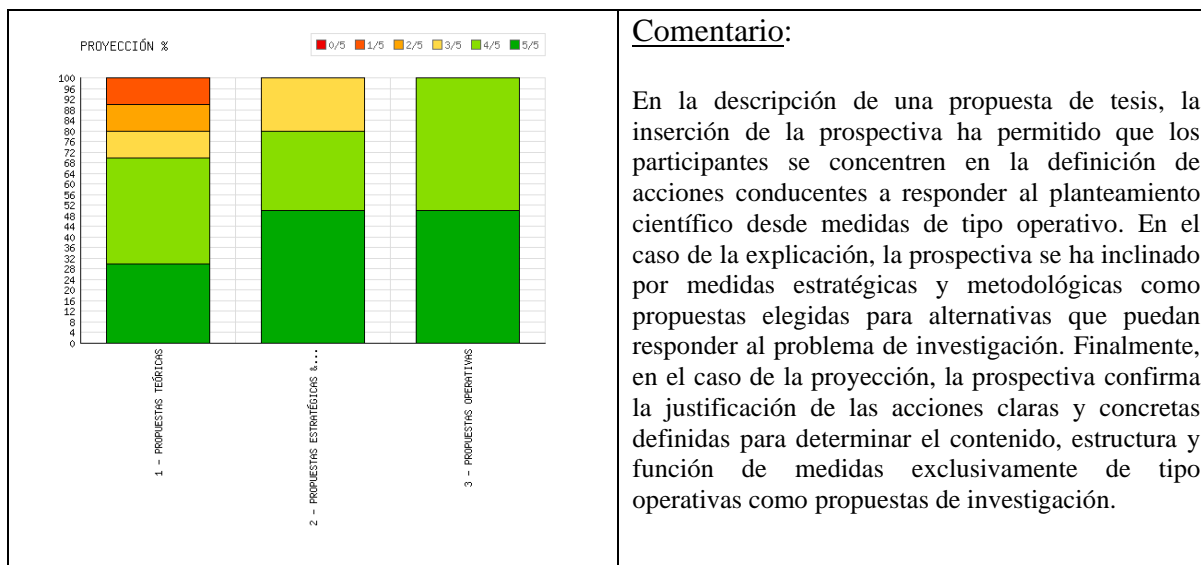 PROYECCIÓN %
0/5 1/5 2/5 3/5 4/5 5/5
100
96
92
88
84
80
76
72
68
64
60
56
52
48
44
40
36
32
28
24
20
16
12
8
4
0
1 - PROPUESTAS TEÓRICAS
2 - PROPUESTAS ESTRATÉGICAS &...
3 - PROPUESTAS OPERATIVAS
Comentario:
En la descripción de una propuesta de tesis, la
inserción de la prospectiva ha permitido que los
participantes se concentren en la definición de
acciones conducentes a responder al planteamiento
científico desde medidas de tipo operativo. En el
caso de la explicación, la prospectiva se ha inclinado
por medidas estratégicas y metodológicas como
propuestas elegidas para alternativas que puedan
responder al problema de investigación. Finalmente,
en el caso de la proyección, la prospectiva confirma
la justificación de las acciones claras y concretas
definidas para determinar el contenido, estructura y
función de medidas exclusivamente de tipo
operativas como propuestas de investigación.